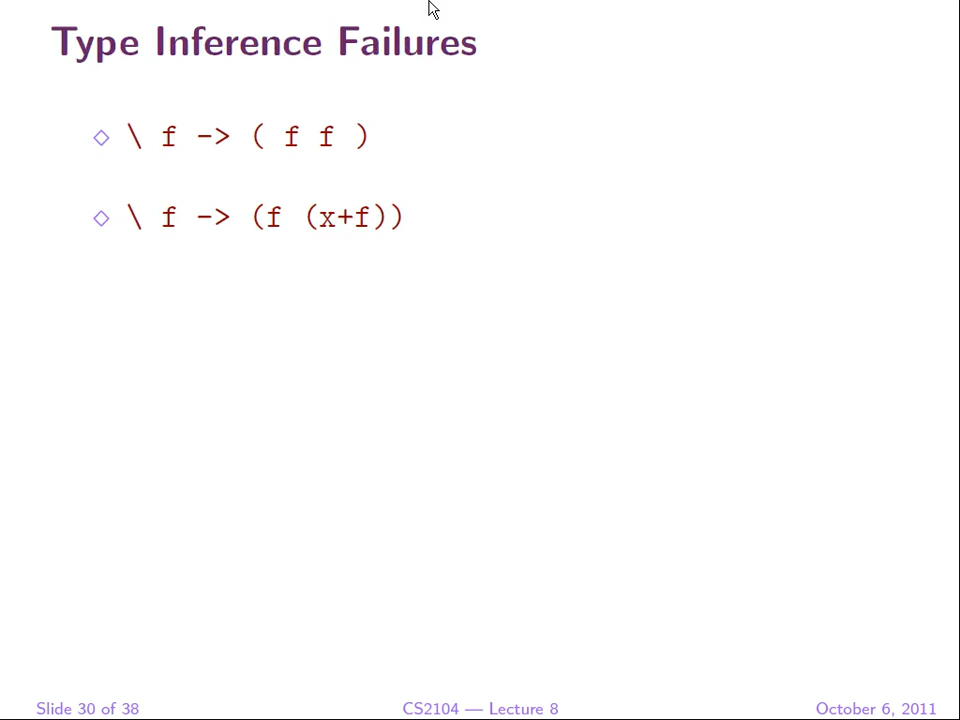 Type Inference Failures
\ f -> ( f f )
\ f -> (f (x+f))
Slide 30 of 38
CS2104 — Lecture 8
October 6, 2011